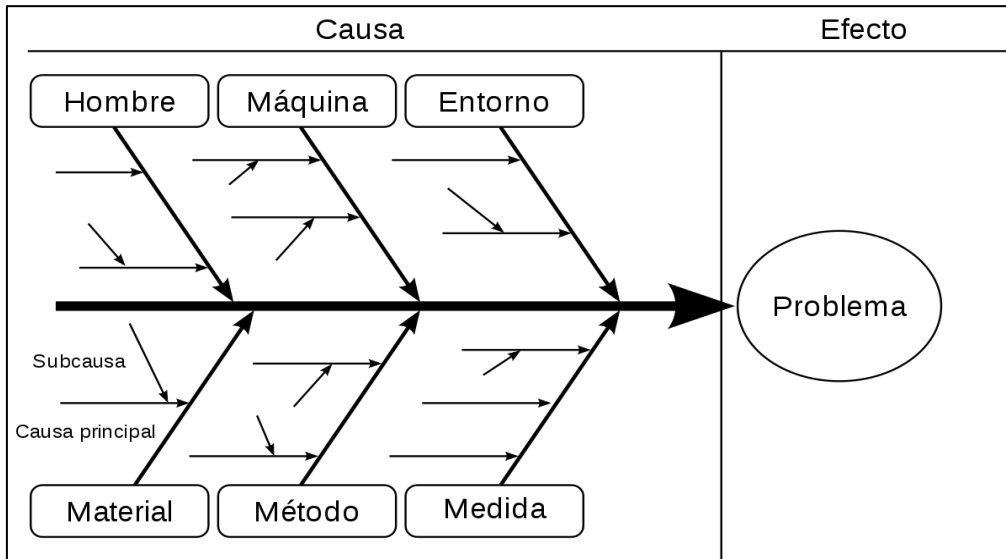 Causa
Efecto
Hombre
Máquina
Entorno
Problema
Subcausa
Causa principal
Material
Método
Medida